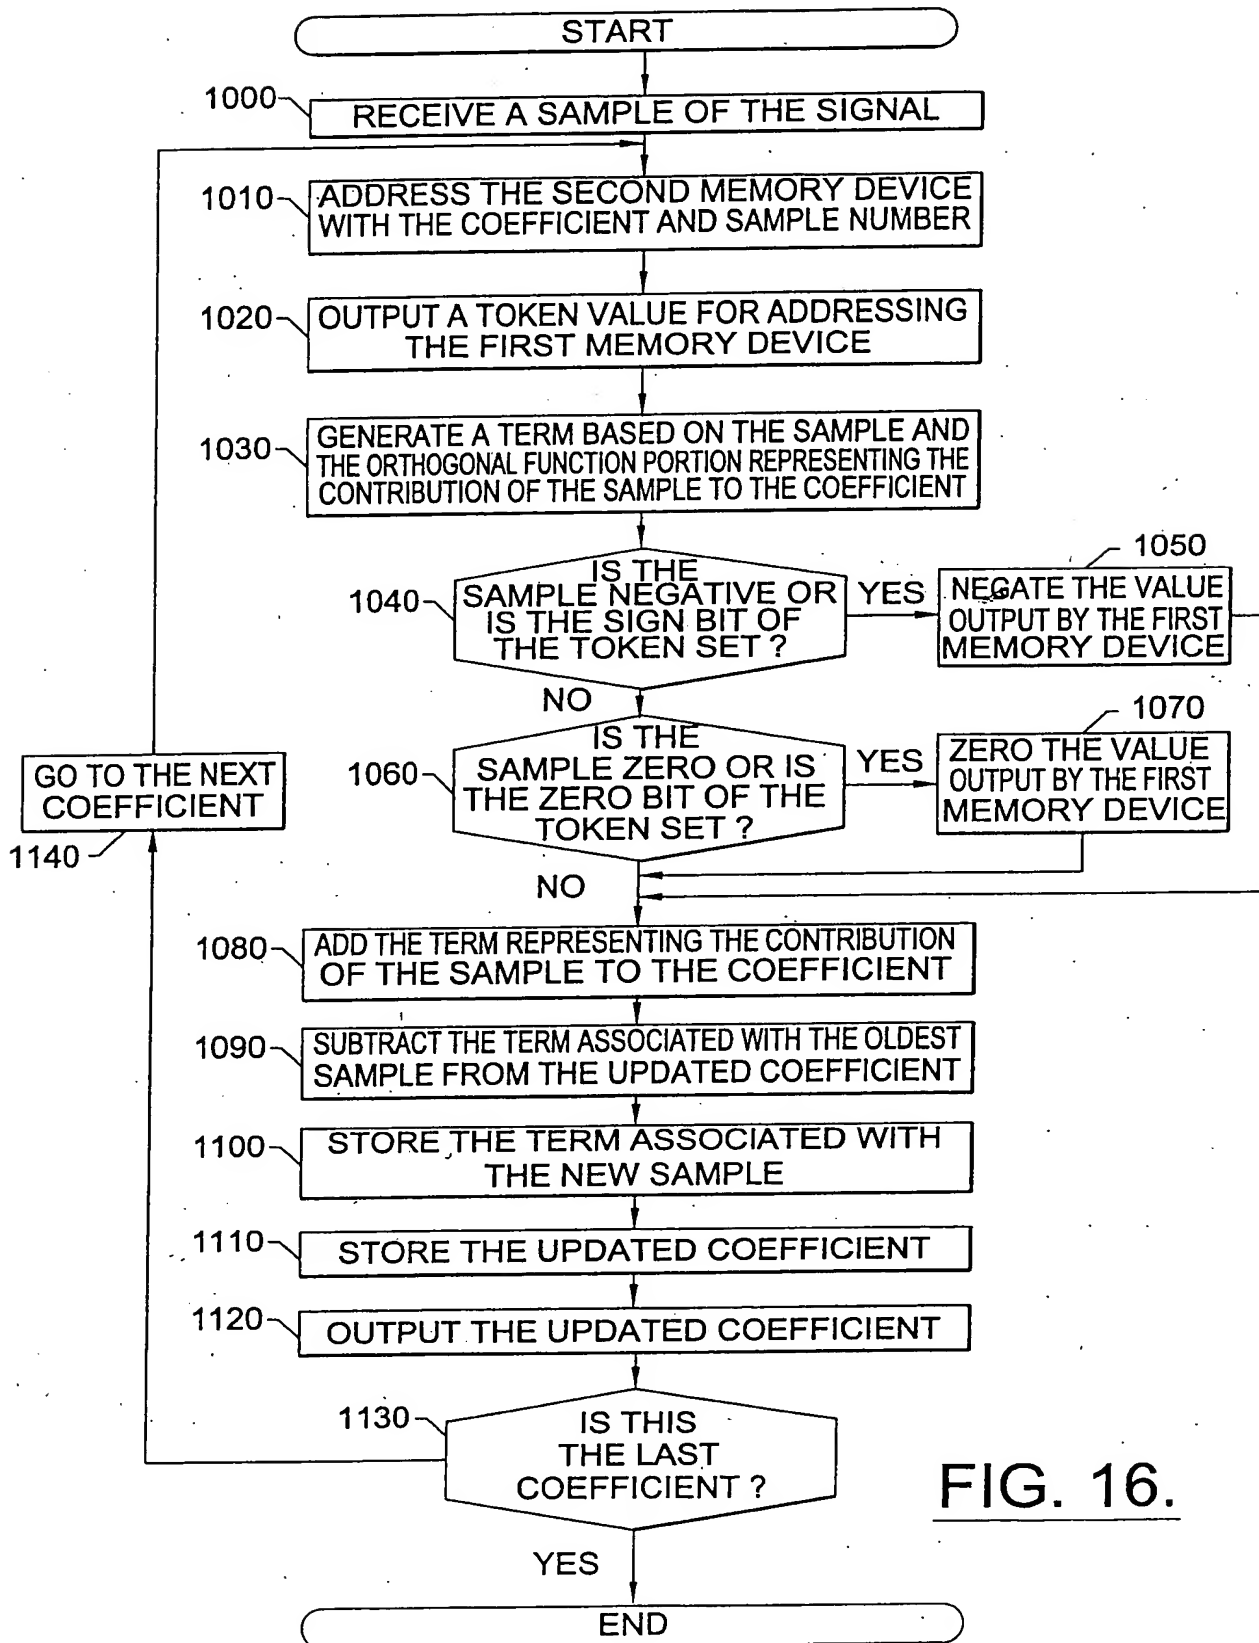 START
1000
RECEIVE A SAMPLE OF THE SIGNAL
1010
ADDRESS THE SECOND MEMORY DEVICE
WITH THE COEFFICIENT AND SAMPLE NUMBER
1020
OUTPUT A TOKEN VALUE FOR ADDRESSING
THE FIRST MEMORY DEVICE
1030
GENERATE A TERM BASED ON THE SAMPLE AND
THE ORTHOGONAL FUNCTION PORTION REPRESENTING THE
CONTRIBUTION OF THE SAMPLE TO THE COEFFICIENT
1040
IS THE
SAMPLE NEGATIVE OR
IS THE SIGN BIT OF
THE TOKEN SET ?
YES
1050
NEGATE THE VALUE
OUTPUT BY THE FIRST
MEMORY DEVICE
NO
1060
IS THE
SAMPLE ZERO OR IS
THE ZERO BIT OF THE
TOKEN SET ?
YES
1070
ZERO THE VALUE
OUTPUT BY THE FIRST
MEMORY DEVICE
GO TO THE NEXT
COEFFICIENT
1140
NO
1080
ADD THE TERM REPRESENTING THE CONTRIBUTION
OF THE SAMPLE TO THE COEFFICIENT
1090
SUBTRACT THE TERM ASSOCIATED WITH THE OLDEST
SAMPLE FROM THE UPDATED COEFFICIENT
1100
STORE THE TERM ASSOCIATED WITH
THE NEW SAMPLE
1110
STORE THE UPDATED COEFFICIENT
1120
OUTPUT THE UPDATED COEFFICIENT
1130
IS THIS
THE LAST
COEFFICIENT ?
YES
END
FIG. 16.